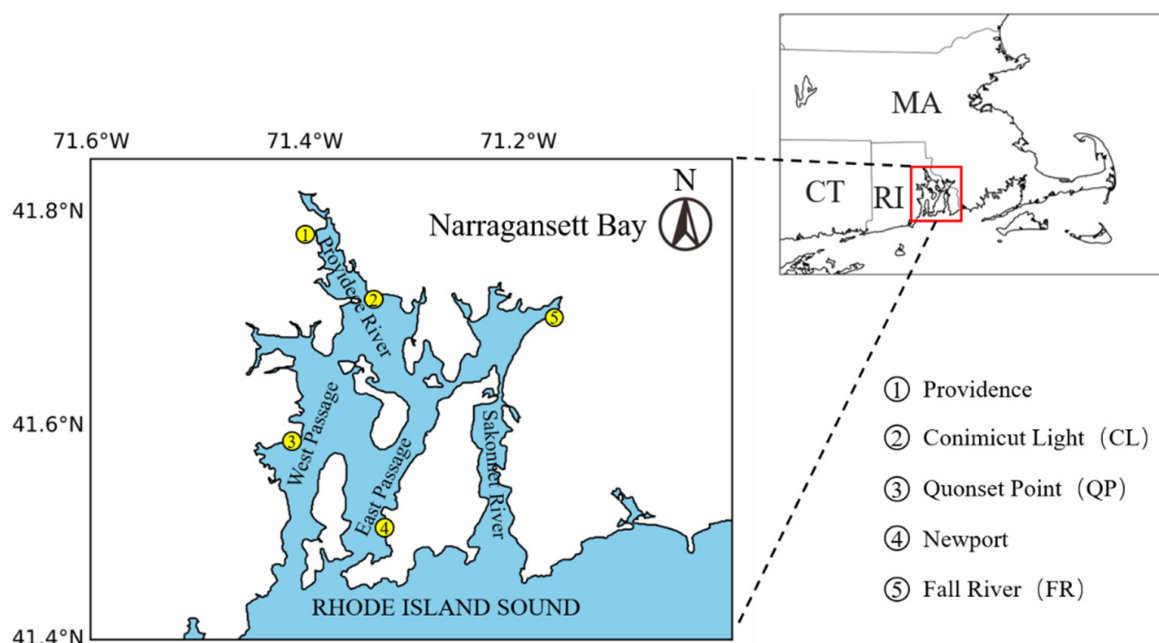 MA
CT
RI
71.6°W
71.4°W
71.2°W
41.8°N
41.6°N
41.4°N
N
Narragansett Bay
1
Providece River
2
5
West Passage
3
East Passage
4
Sakonnet River
RHODE ISLAND SOUND
① Providence
② Conimicut Light (CL)
③ Quonset Point (QP)
④ Newport
⑤ Fall River (FR)